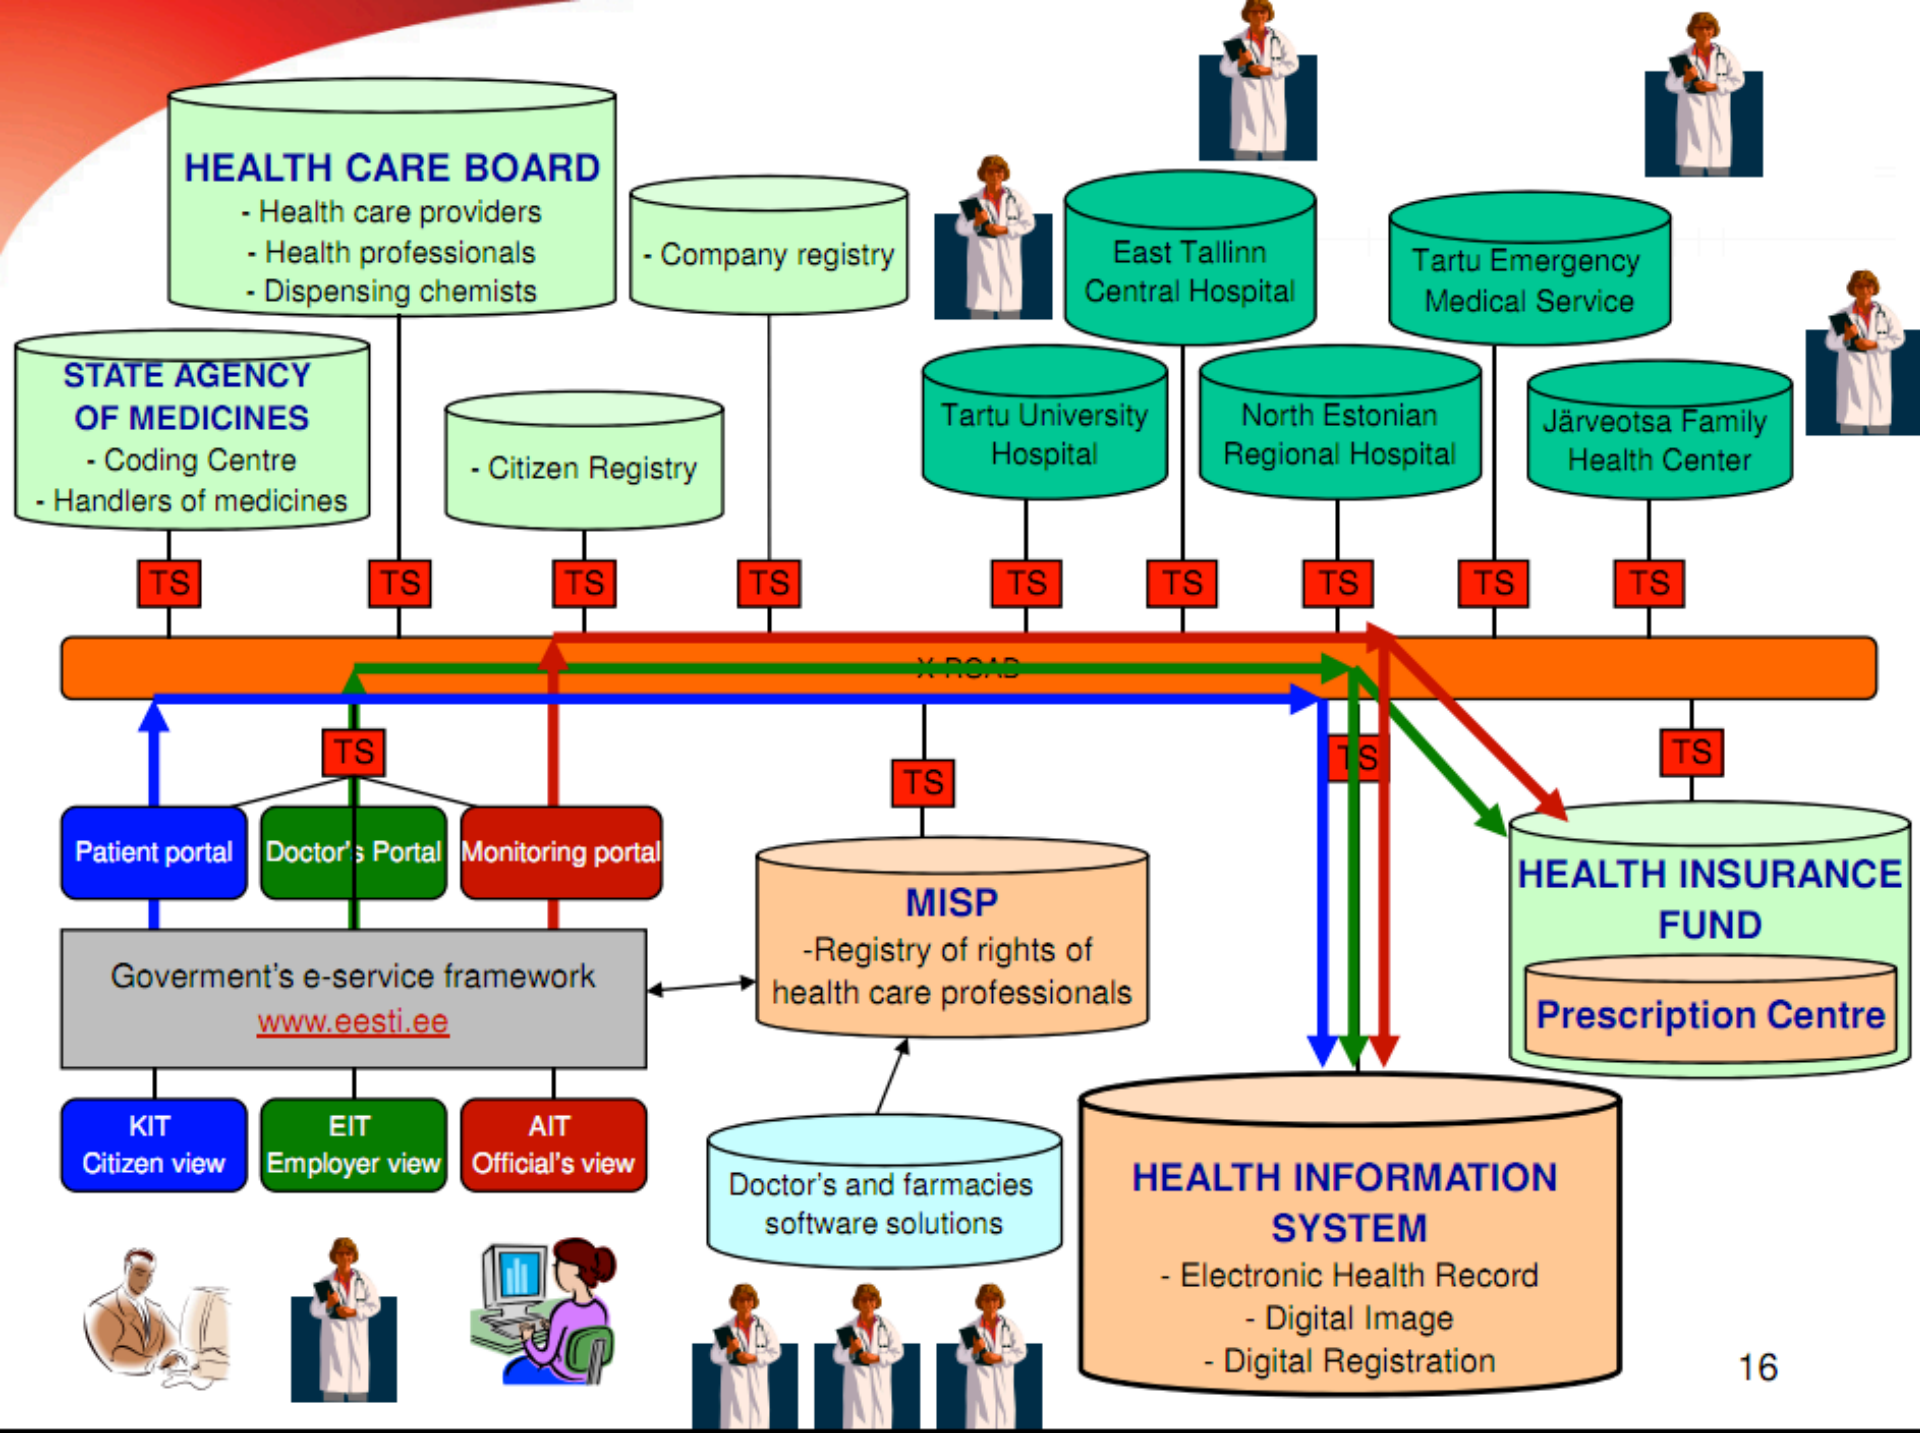 HEALTH CARE BOARD
- Health care providers
- Health professionals
- Dispensing chemists
- Company registry
East Tallinn
Central Hospital
Tartu Emergency
Medical Service
STATE AGENCY
OF MEDICINES
- Coding Centre
- Handlers of medicines
- Citizen Registry
Tartu University
Hospital
North Estonian
Regional Hospital
Järveotsa Family
Health Center
TS
TS
TS
TS
TS
TS
TS
TS
TS
X-ROAD
TS
TS
TS
TS
Patient portal
Doctor's Portal
Monitoring portal
MISP
-Registry of rights of
health care professionals
HEALTH INSURANCE
FUND
Prescription Centre
Goverment's e-service framework
www.eesti.ee
KIT
Citizen view
EIT
Employer view
AIT
Official's view
Doctor's and farmacies
software solutions
HEALTH INFORMATION
SYSTEM
- Electronic Health Record
- Digital Image
- Digital Registration
16